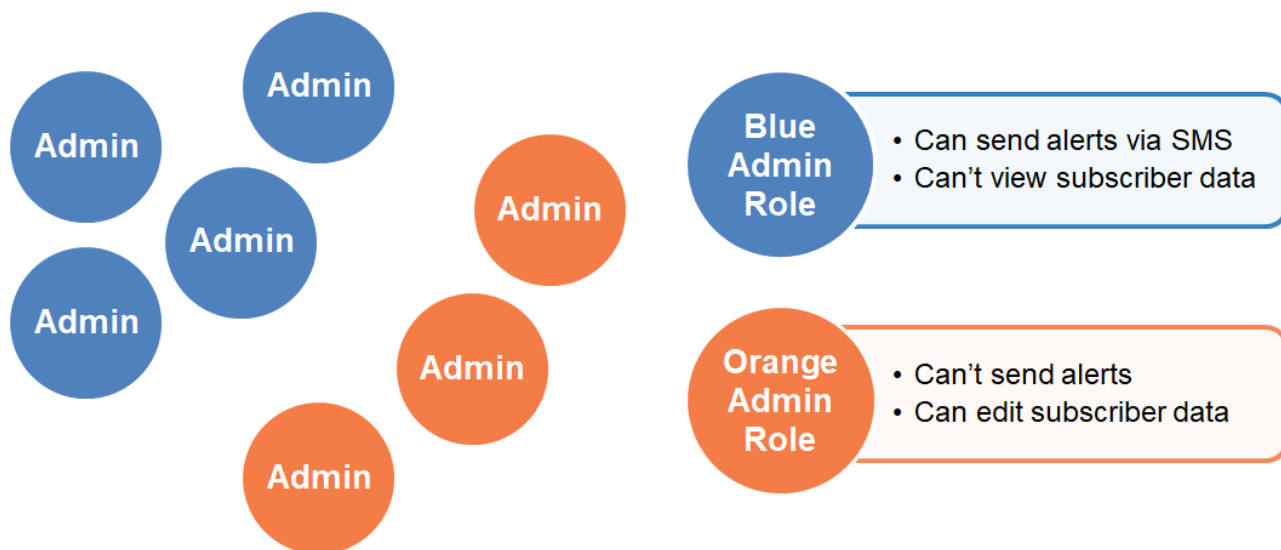 Admin
Admin
Admin
Admin
Admin
Admin
Admin
Blue
Admin
Role
• Can send alerts via SMS
• Can’t view subscriber data
Orange
Admin
Role
• Can’t send alerts
• Can edit subscriber data